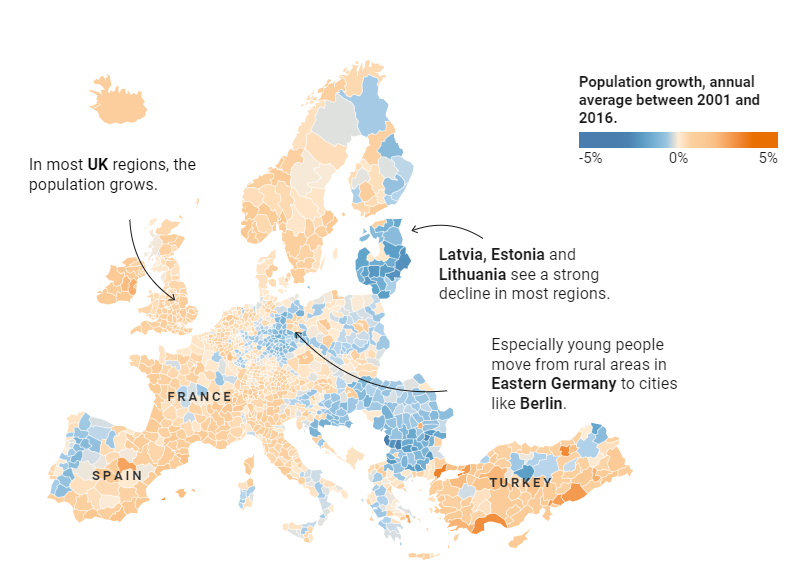 Population growth, annual
average between 2001 and
2016.
-5%
0%
5%
In most UK regions, the
population grows.
Latvia, Estonia and
Lithuania see a strong
decline in most regions.
Especially young people
move from rural areas in
Eastern Germany to cities
like Berlin.
FRANCE
SPAIN
TURKEY